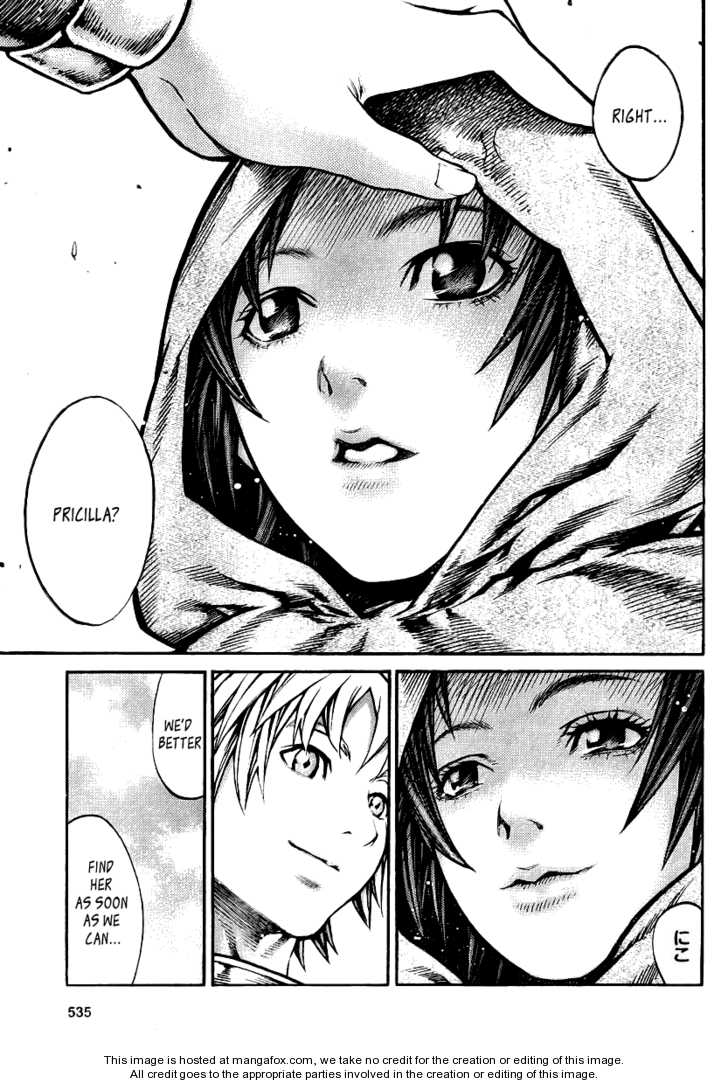 RIGHT...
PRICILLA?
にこ
WE'D
BETTER
FIND
HER
AS SOON
AS WE
CAN...
535
This image is hosted at mangafox.com, we take no credit for the creation or editing of this image.
All credit goes to the appropriate parties involved in the creation or editing of this image.